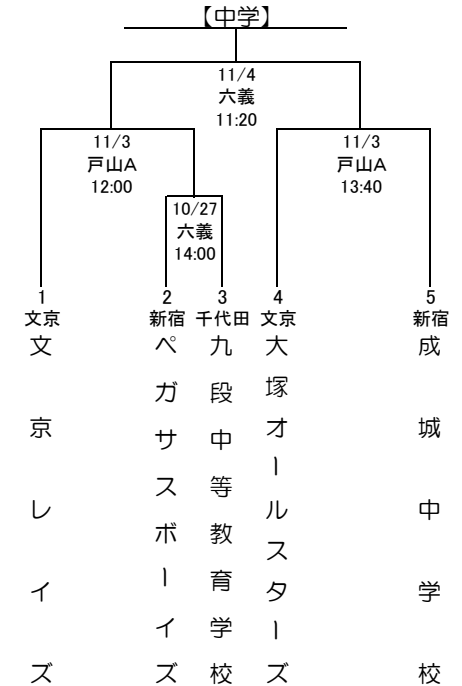 【中学】
11/4
六義
11:20
11/3
戸山A
12:00
11/3
戸山A
13:40
10/27
六義
14:00
1
文京
文京レイズ
2
新宿
ペガサスボーイズ
3
千代田
九段中等教育学校
4
文京
大塚オールスターズ
5
新宿
成城中学校